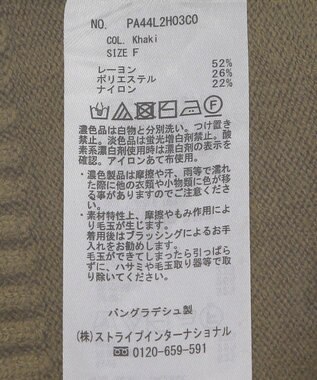 NO. PA44L2H03C0
COL. Khaki
SIZE F
レーヨン 52%
ポリエステル 26%
ナイロン 22%
濃色品は白物と分別洗い。つけ置き
禁止。淡色品は蛍光増白剤禁止。酸
素系漂白剤使用時は漂白剤の表示を
確認。アイロンあて布使用。
・濃色製品は摩擦や汗、雨等で濡れ
た際に他の衣類や小物類に色が移
る事がありますのでご注意くださ
い。
・素材特性上、摩擦やもみ作用によ
り毛玉が生じます。
着用後はブラッシングによるお手
入れをお勧めします。
毛玉ができてしまったら引っぱら
ずに、ハサミや毛玉取り器等で取
り除いてください。
バングラデシュ製
(株)ストライプインターナショナル
0120-659-591